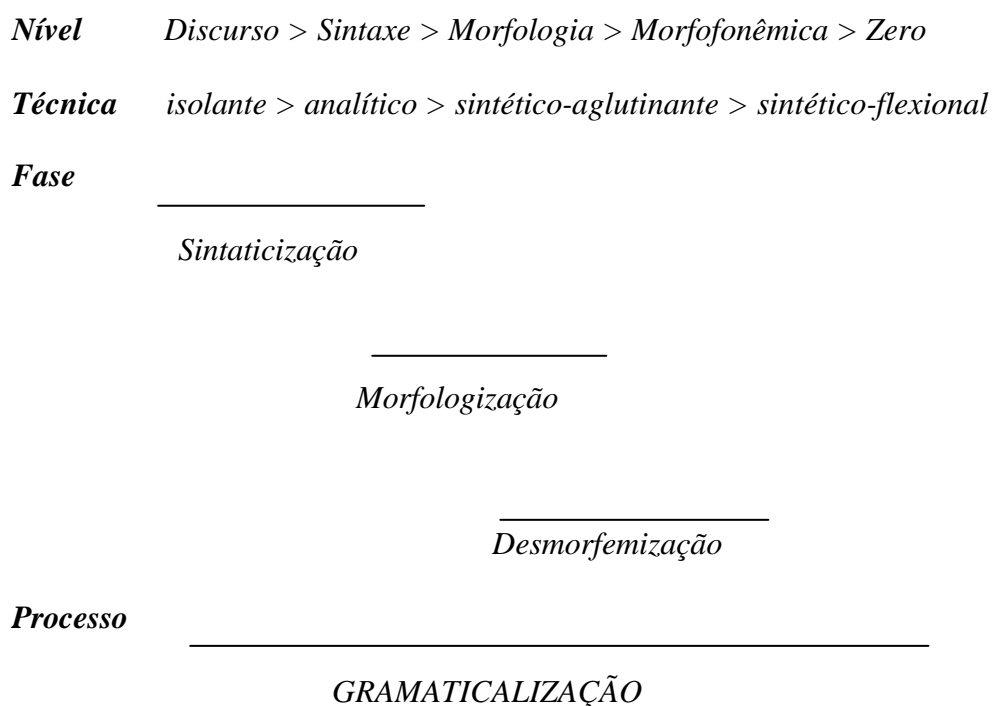 Nível Discurso > Sintaxe > Morfologia > Morfofonêmica > Zero
Técnica isolante > analítico > sintético-aglutinante > sintético-flexional
Fase
Sintaticização
Morfologização
Desmorfemização
Processo
GRAMATICALIZAÇÃO